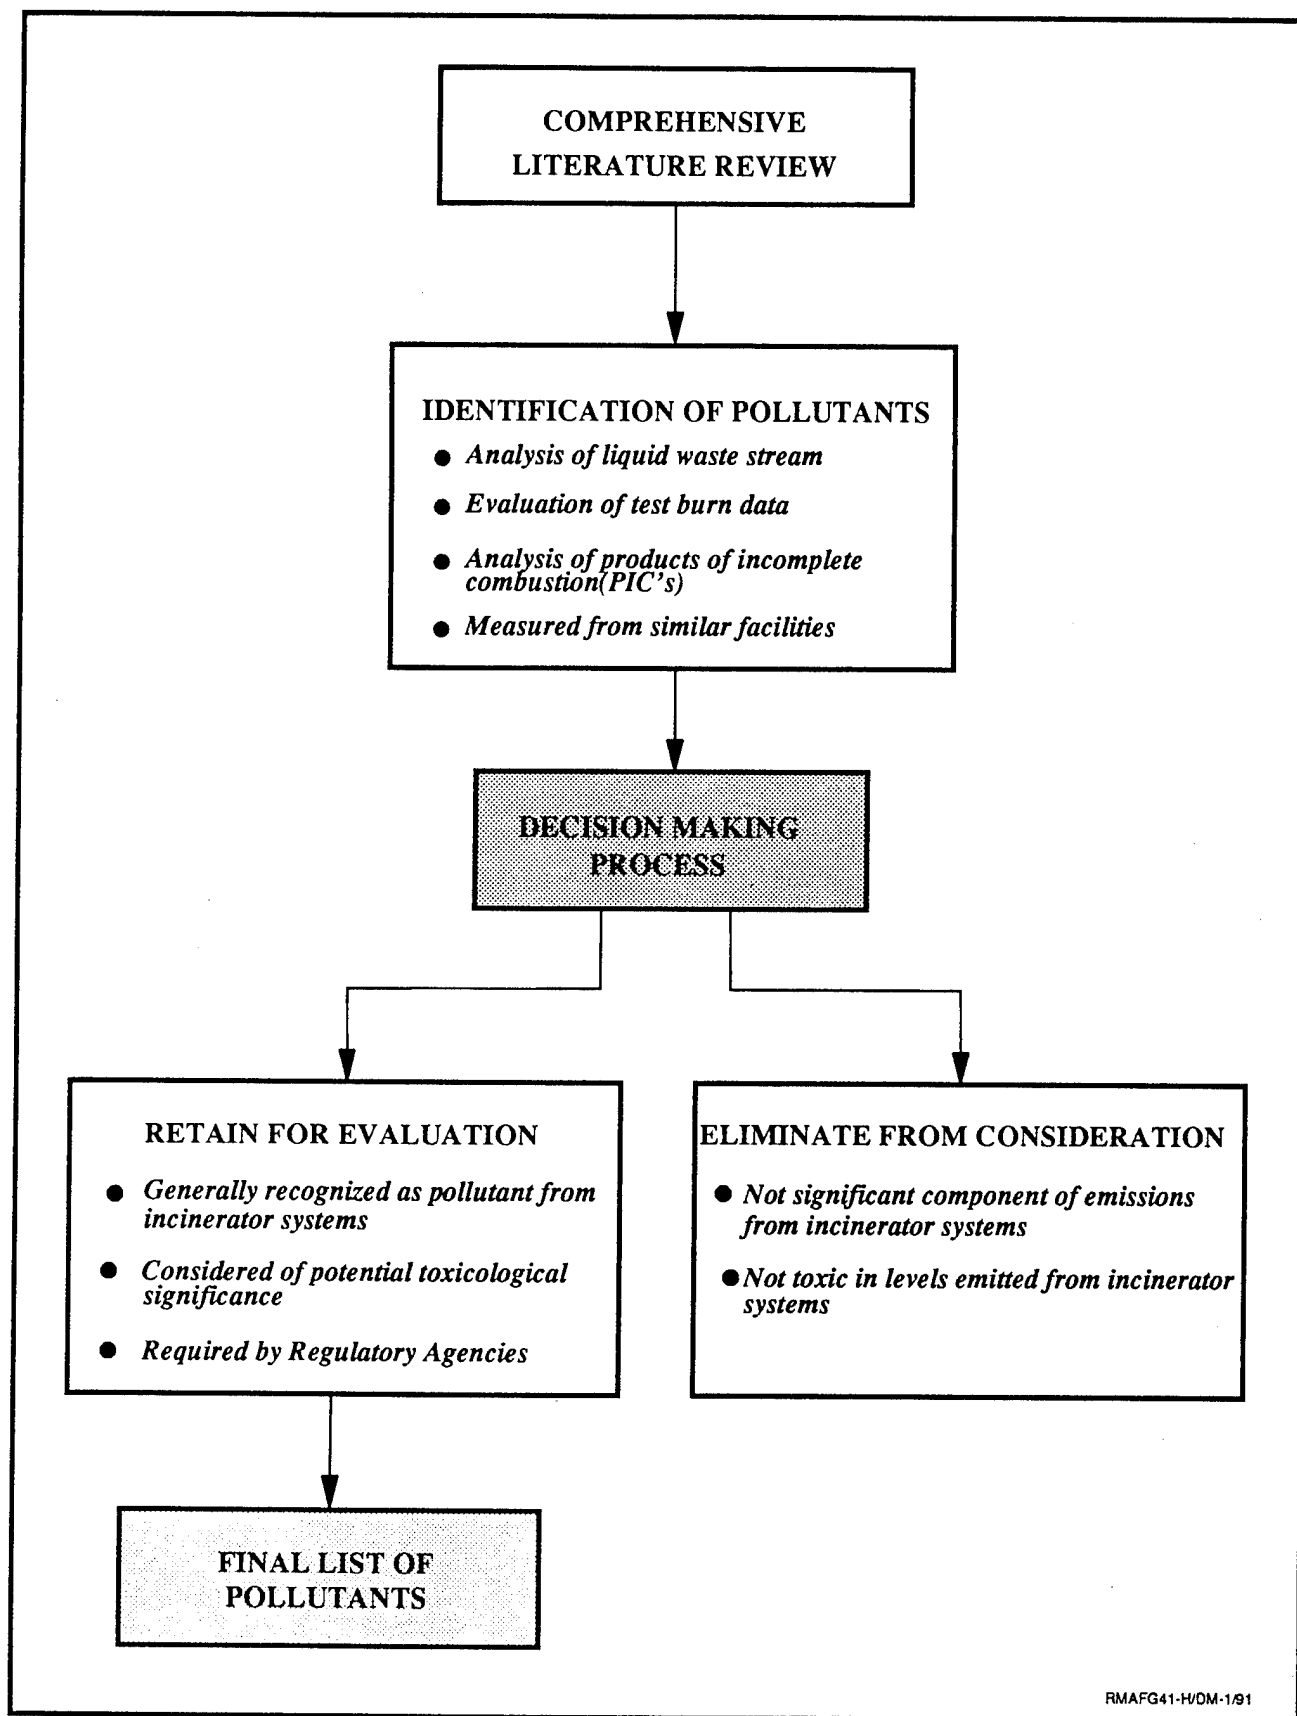 COMPREHENSIVE
LITERATURE REVIEW
IDENTIFICATION OF POLLUTANTS
● Analysis of liquid waste stream
● Evaluation of test burn data
● Analysis of products of incomplete
combustion(PIC's)
● Measured from similar facilities
DECISION MAKING
PROCESS
RETAIN FOR EVALUATION
● Generally recognized as pollutant from
incinerator systems
● Considered of potential toxicological
significance
● Required by Regulatory Agencies
ELIMINATE FROM CONSIDERATION
● Not significant component of emissions
from incinerator systems
● Not toxic in levels emitted from incinerator
systems
FINAL LIST OF
POLLUTANTS
RMAFG41-H/DM-1/91